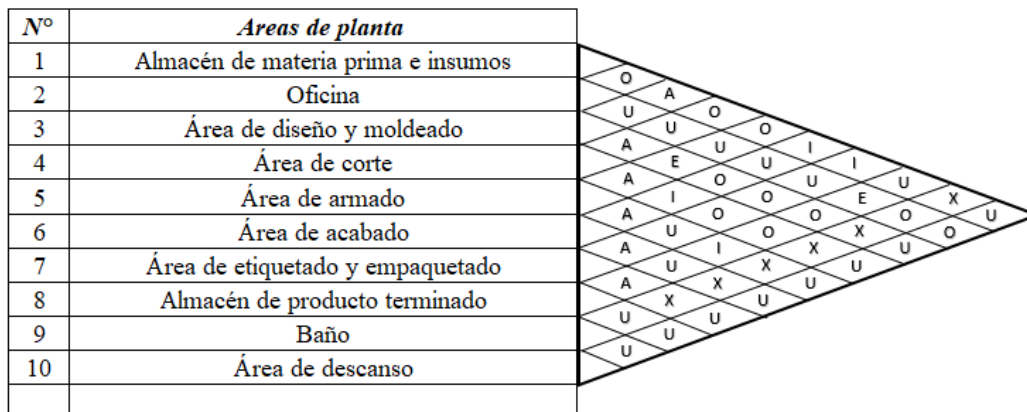 N° Areas de planta
1 Almacén de materia prima e insumos
2 Oficina
3 Área de diseño y moldeado
4 Área de corte
5 Área de armado
6 Área de acabado
7 Área de etiquetado y empaquetado
8 Almacén de producto terminado
9 Baño
10 Área de descanso
O A O O I I U X U
U U U U U E O O
A E O O O X U
A I O O X U
A U I X U
A U X U
A X U
U U
U